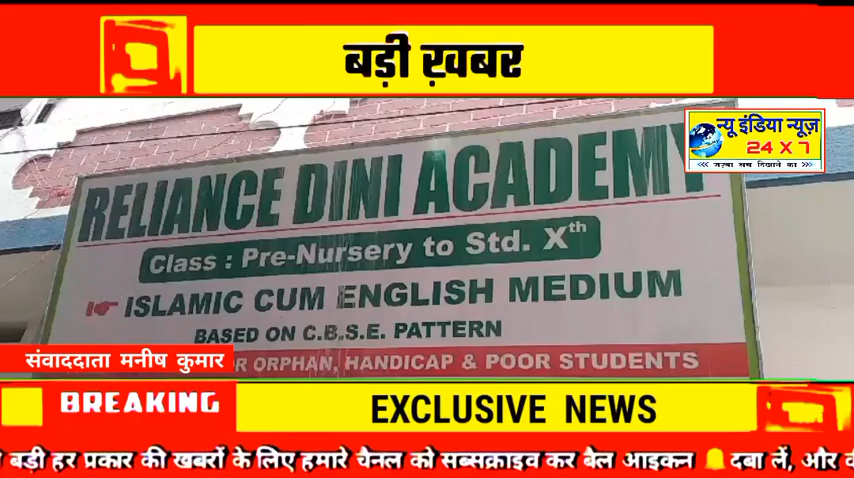 बड़ी ख़बर
न्यू इंडिया न्यूज़
24 X 7
जज़्बा सच दिखाने का
RELIANCE DINI ACADEMY
Class : Pre-Nursery to Std. Xth
ISLAMIC CUM ENGLISH MEDIUM
BASED ON C.B.S.E. PATTERN
ORPHAN, HANDICAP & POOR STUDENTS
संवाददाता मनीष कुमार
BREAKING
EXCLUSIVE NEWS
बड़ी हर प्रकार की खबरों के लिए हमारे चैनल को सब्सक्राइब कर बेल आइकन 🔔 दबा लें, और